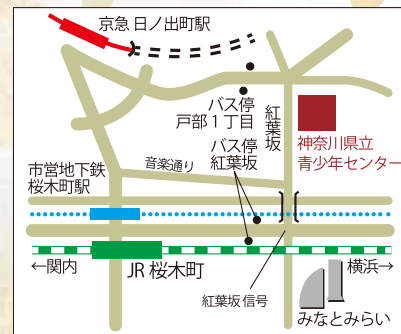 京急 日ノ出町駅
バス停
戸部1丁目
紅葉坂
神奈川県立
青少年センター
バス停
紅葉坂
音楽通り
市営地下鉄
桜木町駅
←関内
JR 桜木町
横浜→
紅葉坂 信号
みなとみらい